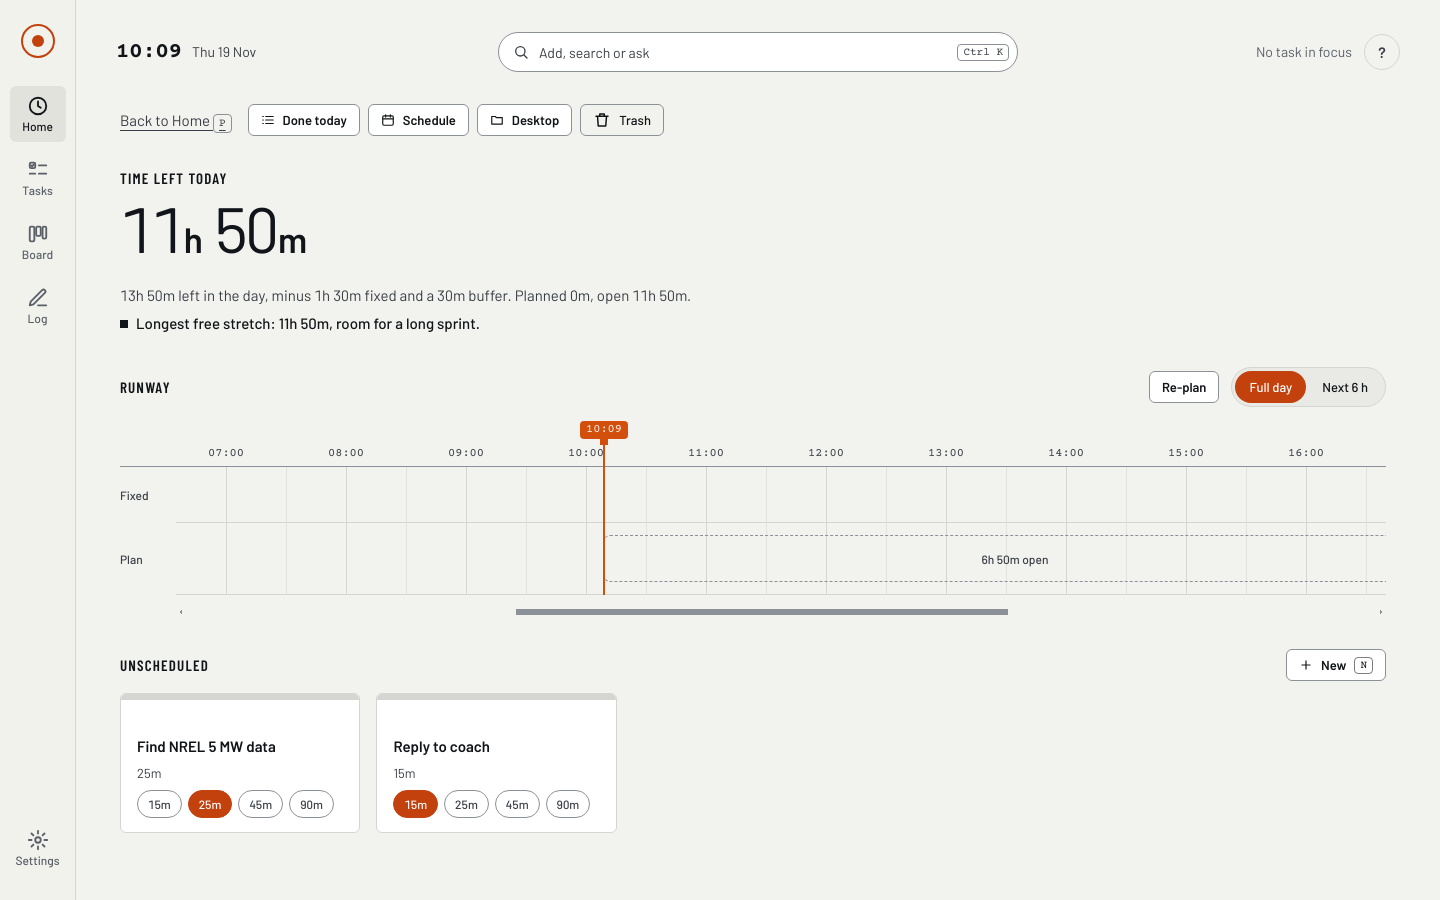 10:09 Thu 19 Nov
Add, search or ask Ctrl K
No task in focus ?
Home
Tasks
Board
Log
Settings
Back to Home P
Done today
Schedule
Desktop
Trash
TIME LEFT TODAY
11h 50m
13h 50m left in the day, minus 1h 30m fixed and a 30m buffer. Planned 0m, open 11h 50m.
Longest free stretch: 11h 50m, room for a long sprint.
RUNWAY
Re-plan
Full day
Next 6 h
10:09
07:00 08:00 09:00 10:00 11:00 12:00 13:00 14:00 15:00 16:00
Fixed
Plan
6h 50m open
UNSCHEDULED
New N
Find NREL 5 MW data
25m
15m 25m 45m 90m
Reply to coach
15m
15m 25m 45m 90m